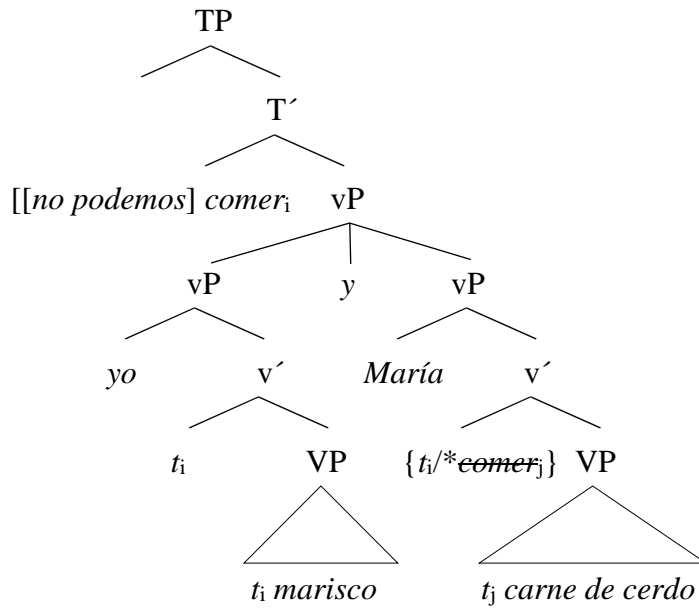 TP
T´
[[no podemos] comerᵢ vP
vP y vP
yo v´ María v´
tᵢ VP {tᵢ/*comerⱼ} VP
tᵢ marisco tⱼ carne de cerdo